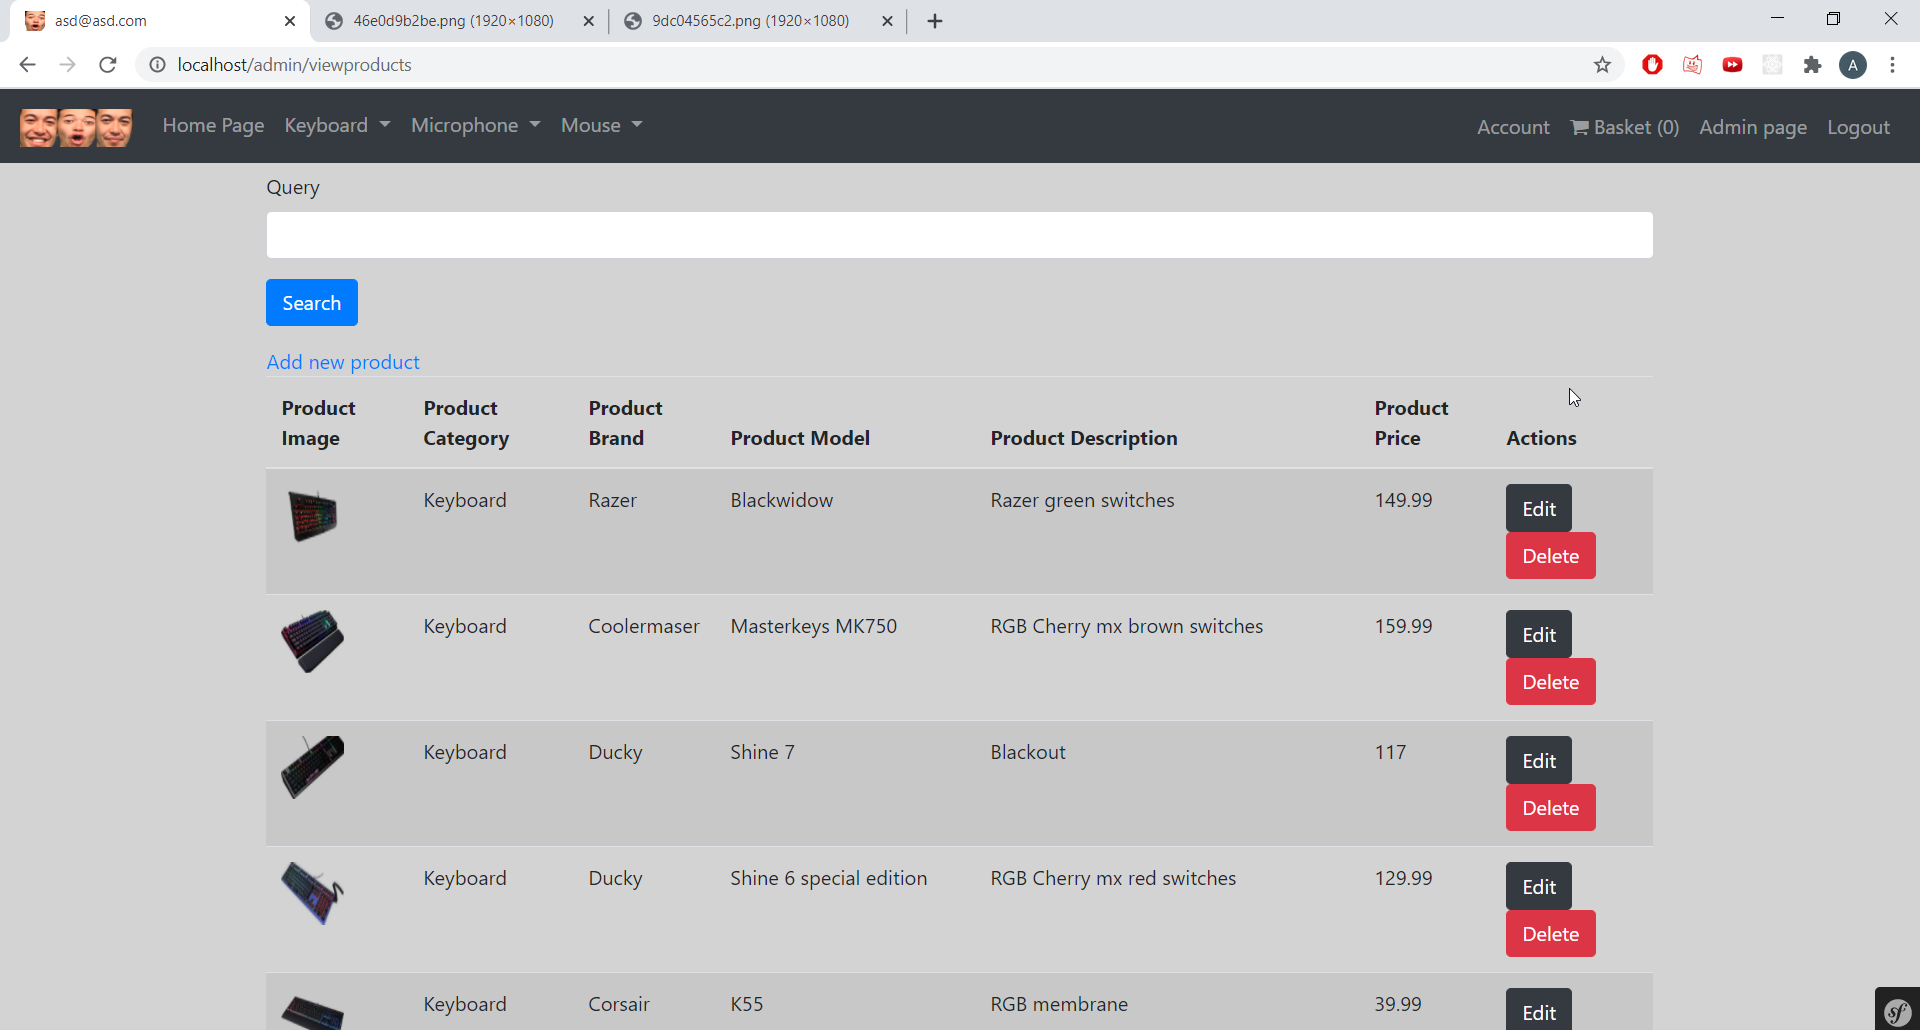 asd@asd.com
46e0d9b2be.png (1920×1080)
9dc04565c2.png (1920×1080)
localhost/admin/viewproducts
A
Home Page
Keyboard
Microphone
Mouse
Account
Basket (0)
Admin page
Logout
Query
Search
Add new product
Product Image
Product Category
Product Brand
Product Model
Product Description
Product Price
Actions
Keyboard Razer Blackwidow Razer green switches 149.99 Edit
Delete
Keyboard Coolermaser Masterkeys MK750 RGB Cherry mx brown switches 159.99 Edit
Delete
Keyboard Ducky Shine 7 Blackout 117 Edit
Delete
Keyboard Ducky Shine 6 special edition RGB Cherry mx red switches 129.99 Edit
Delete
Keyboard Corsair K55 RGB membrane 39.99 Edit
sf